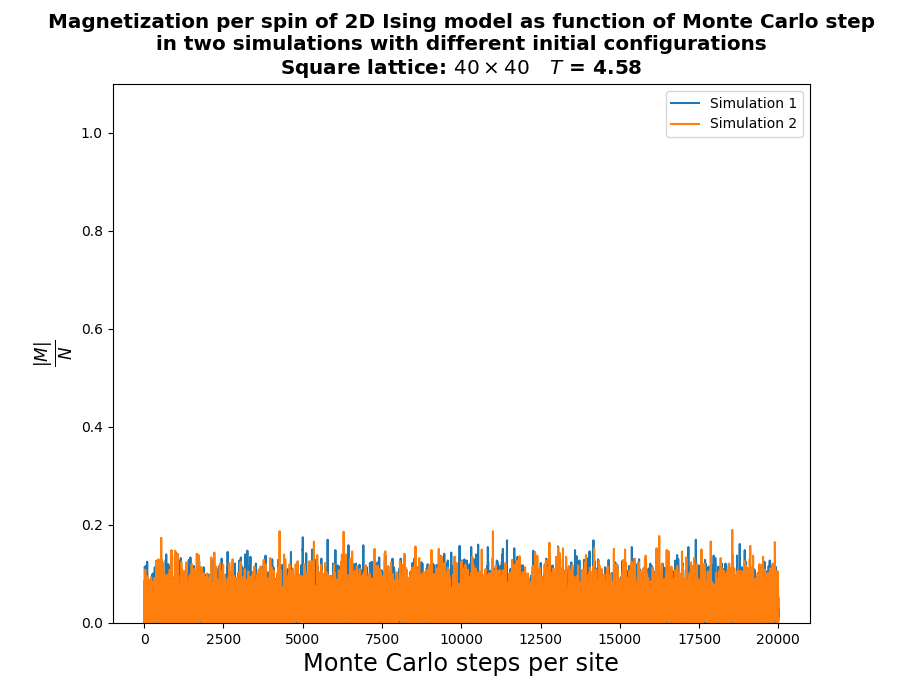 Magnetization per spin of 2D Ising model as function of Monte Carlo step
in two simulations with different initial configurations
Square lattice: 40 × 40 T = 4.58
Simulation 1
Simulation 2
1.0
0.8
0.6
0.4
0.2
0.0
|M|
N
0 2500 5000 7500 10000 12500 15000 17500 20000
Monte Carlo steps per site